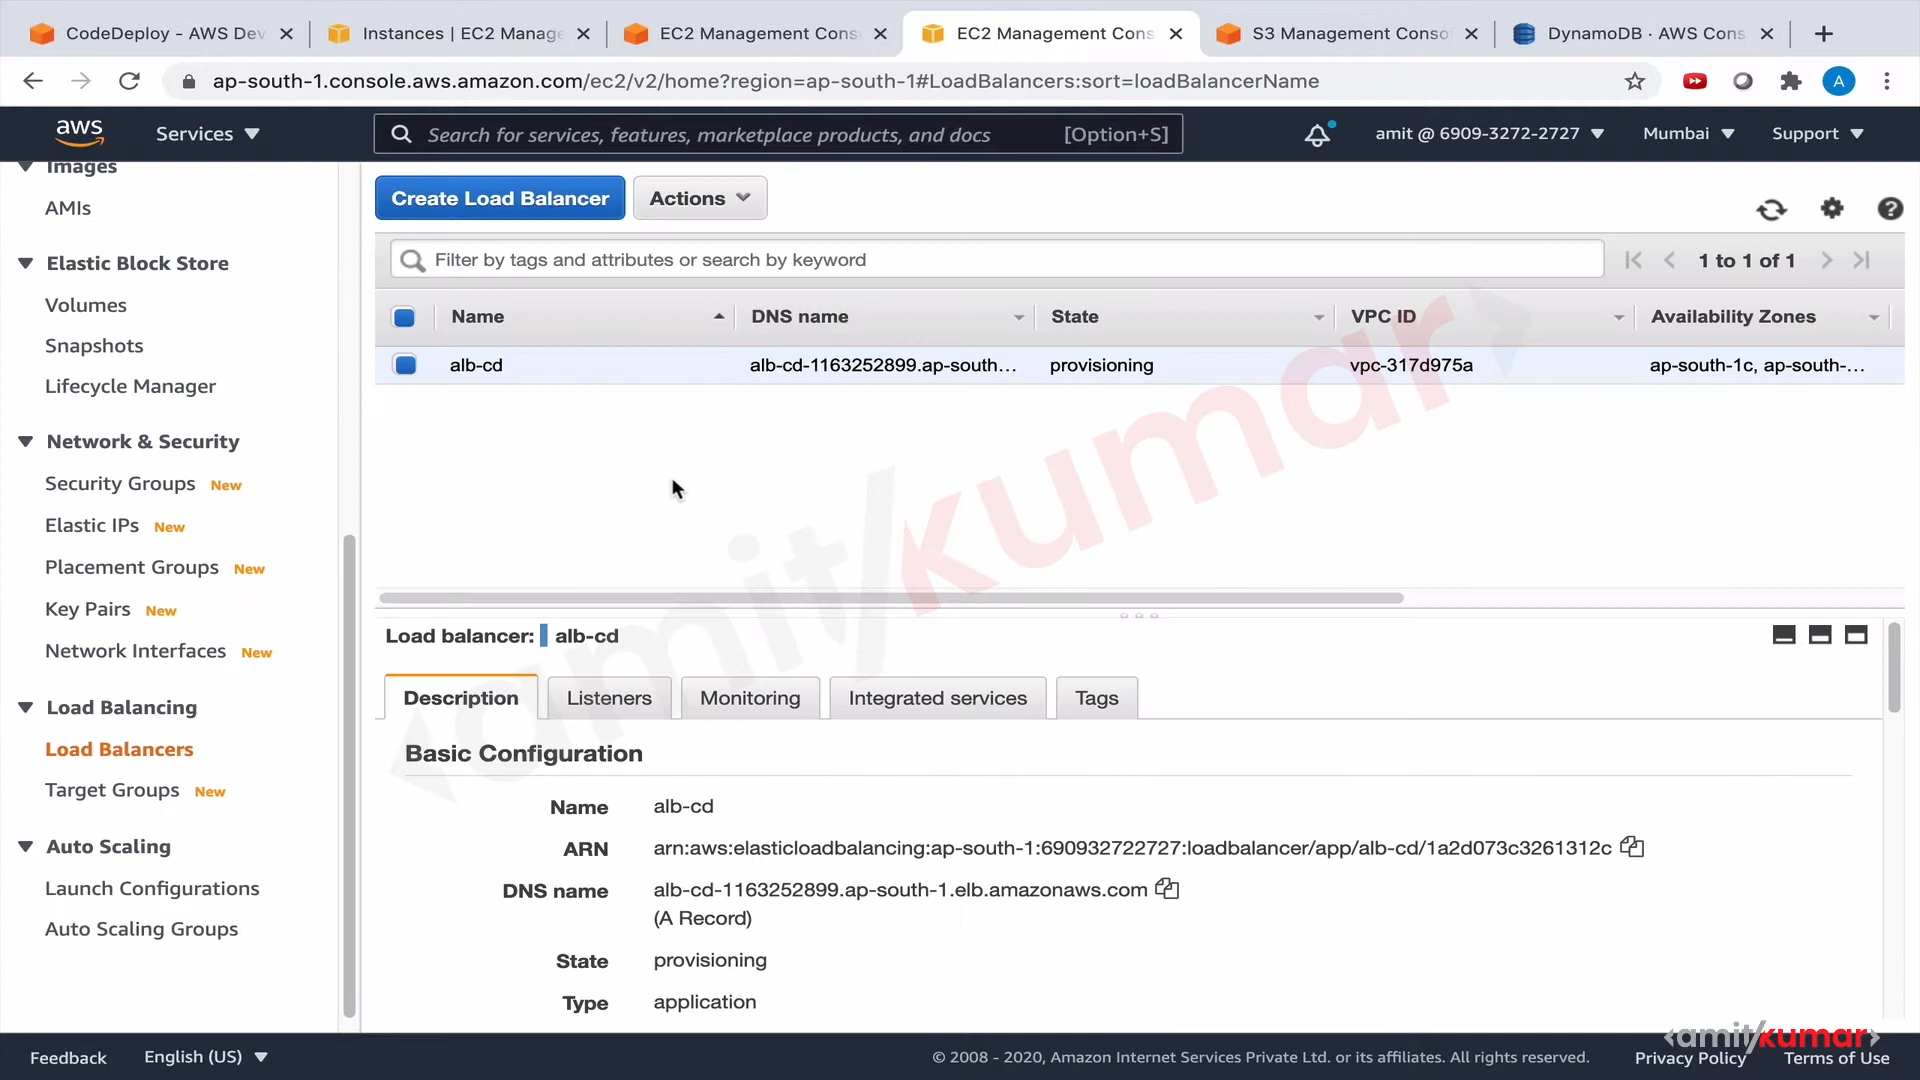 CodeDeploy - AWS Dev
Instances | EC2 Manage
EC2 Management Cons
EC2 Management Cons
S3 Management Consol
DynamoDB · AWS Cons
ap-south-1.console.aws.amazon.com/ec2/v2/home?region=ap-south-1#LoadBalancers:sort=loadBalancerName
A
aws
Services
Search for services, features, marketplace products, and docs
[Option+S]
amit @ 6909-3272-2727
Mumbai
Support
Images
AMIs
Elastic Block Store
Volumes
Snapshots
Lifecycle Manager
Network & Security
Security Groups New
Elastic IPs New
Placement Groups New
Key Pairs New
Network Interfaces New
Load Balancing
Load Balancers
Target Groups New
Auto Scaling
Launch Configurations
Auto Scaling Groups
Create Load Balancer
Actions
Filter by tags and attributes or search by keyword
1 to 1 of 1
Name
DNS name
State
VPC ID
Availability Zones
alb-cd
alb-cd-1163252899.ap-south...
provisioning
vpc-317d975a
ap-south-1c, ap-south-...
<amit/kumar>
Load balancer: alb-cd
Description
Listeners
Monitoring
Integrated services
Tags
Basic Configuration
Name alb-cd
ARN arn:aws:elasticloadbalancing:ap-south-1:690932722727:loadbalancer/app/alb-cd/1a2d073c3261312c
DNS name alb-cd-1163252899.ap-south-1.elb.amazonaws.com
(A Record)
State provisioning
Type application
Feedback
English (US)
© 2008 - 2020, Amazon Internet Services Private Ltd. or its affiliates. All rights reserved.
Privacy Policy
Terms of Use
<amit/kumar>